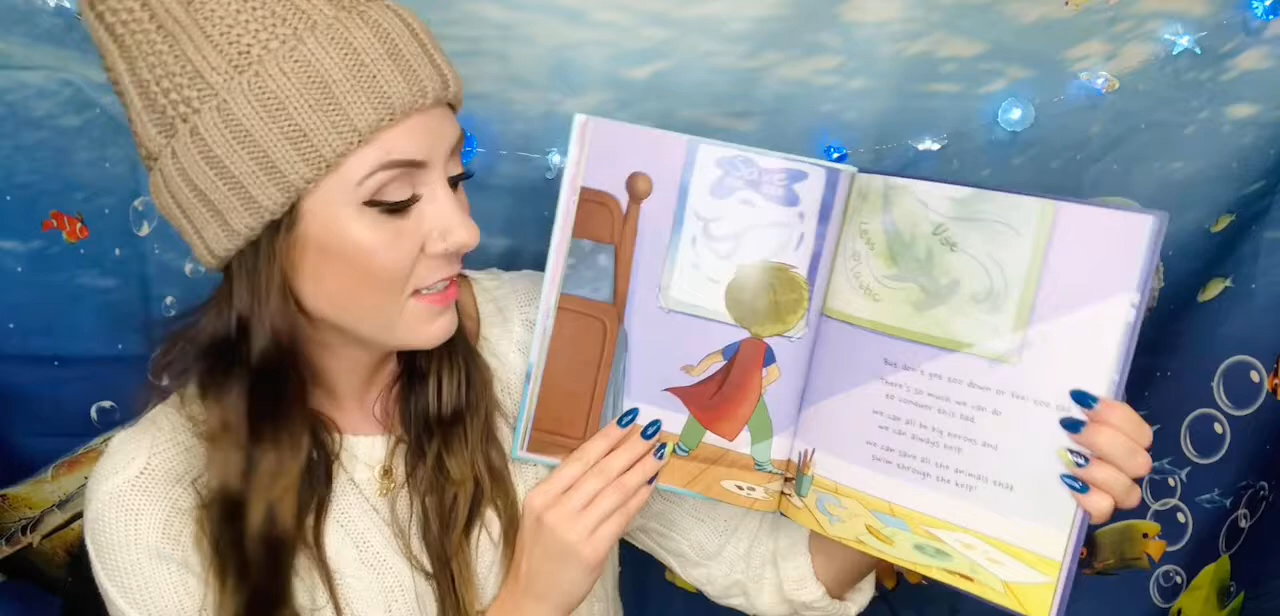 Save
Use
Less
plastic
But don't get too down or feel too sad
There's so much we can do
to conquer this bad.
We can all be big heroes and
we can always help
We can save all the animals that
swim through the kelp!